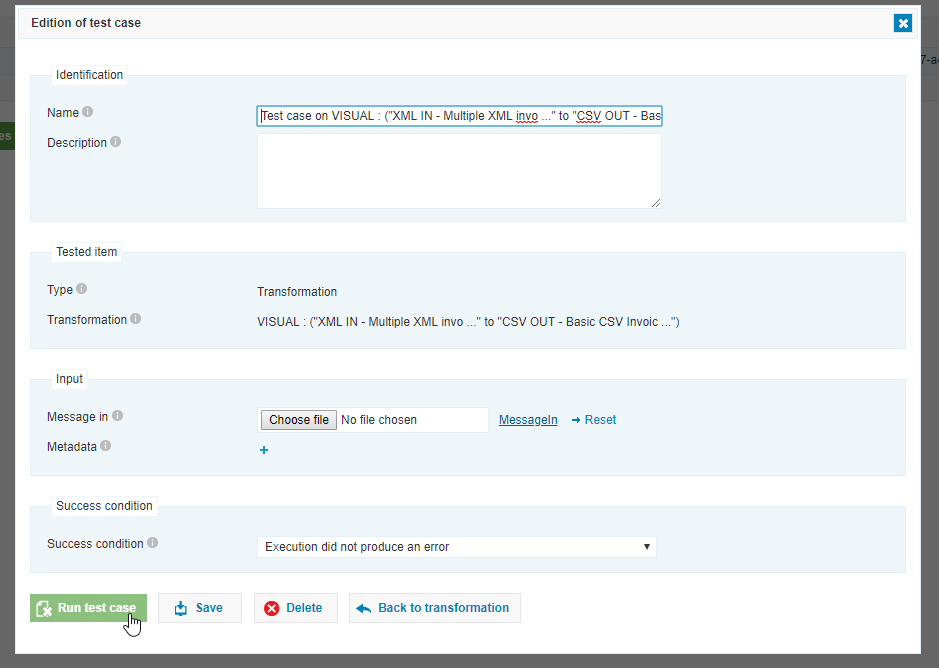 Edition of test case
7-a
Identification
Name
Test case on VISUAL : ("XML IN - Multiple XML invo ..." to "CSV OUT - Bas
Description
es
Tested item
Type
Transformation
Transformation
VISUAL : ("XML IN - Multiple XML invo ..." to "CSV OUT - Basic CSV Invoic ...")
Input
Message in
Choose file No file chosen MessageIn Reset
Metadata
Success condition
Success condition
Execution did not produce an error
Run test case Save Delete Back to transformation